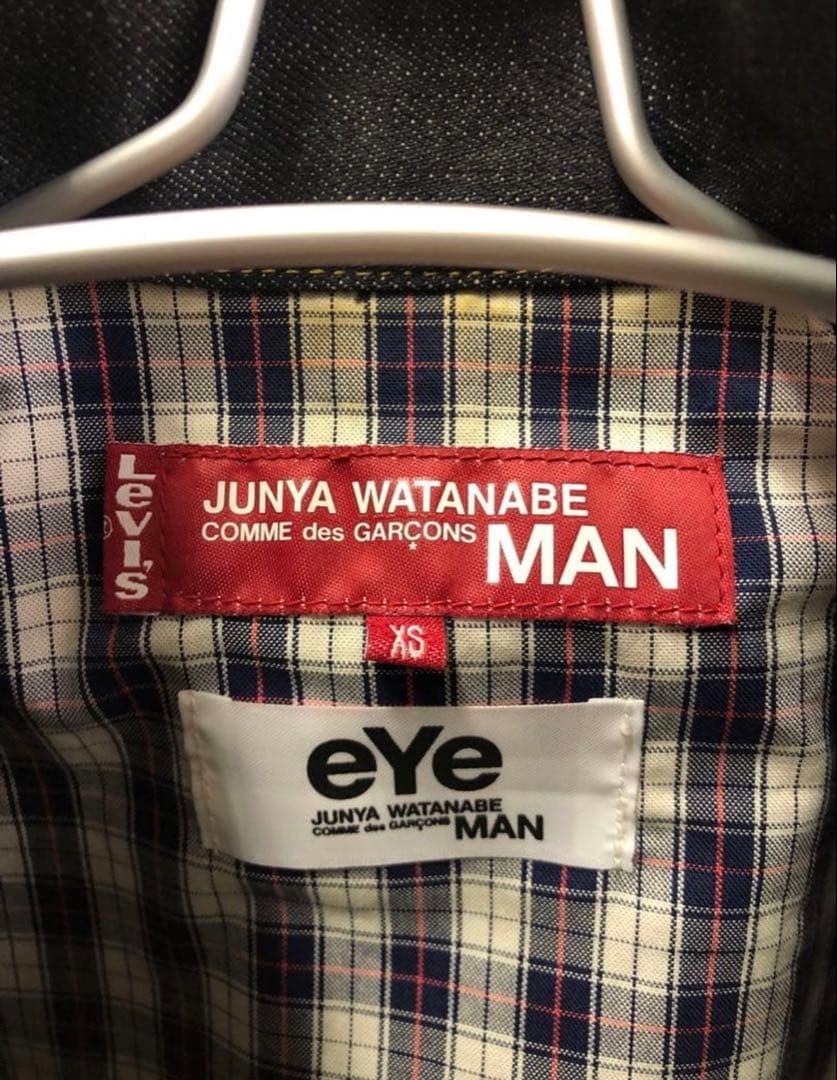 Levi's
®
JUNYA WATANABE
COMME des GARÇONS
MAN
XS
eYe
JUNYA WATANABE
COMME des GARÇONS
MAN